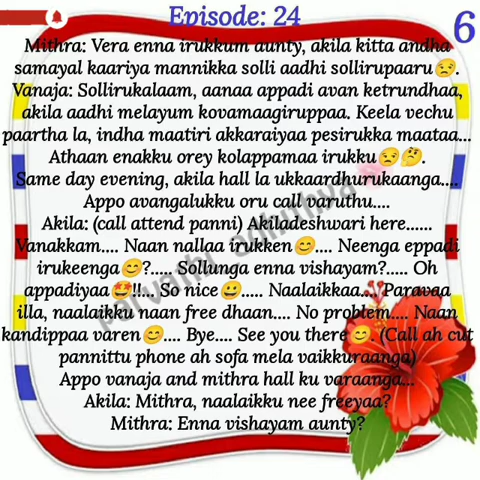 Episode: 24
6
Mithra: Vera enna irukkum aunty, akila kitta andha
samayal kaariya mannikka solli aadhi sollirupaaru😒.
Vanaja: Sollirukalaam, aanaa appadi avan ketrundhaa,
akila aadhi melayum kovamaagiruppaa. Keela vechu
paartha la, indha maatiri akkaraiyaa pesirukka maataa...
Athaan enakku orey kolappamaa irukku😒🤔.
Same day evening, akila hall la ukkaardhurukaanga....
Appo avangalukku oru call varuthu....
Akila: (call attend panni) Akiladeshwari here......
Vanakkam.... Naan nallaa irukken😊.... Neenga eppadi
irukeenga😊?..... Sollunga enna vishayam?..... Oh
appadiyaa🤩!!... So nice😀..... Naalaikkaa.... Paravaa
illa, naalaikku naan free dhaan.... No problem.... Naan
kandippaa varen😊.... Bye.... See you there😊. (Call ah cut
pannittu phone ah sofa mela vaikkuraanga)
Appo vanaja and mithra hall ku varaanga...
Akila: Mithra, naalaikku nee freeyaa?
Mithra: Enna vishayam aunty?